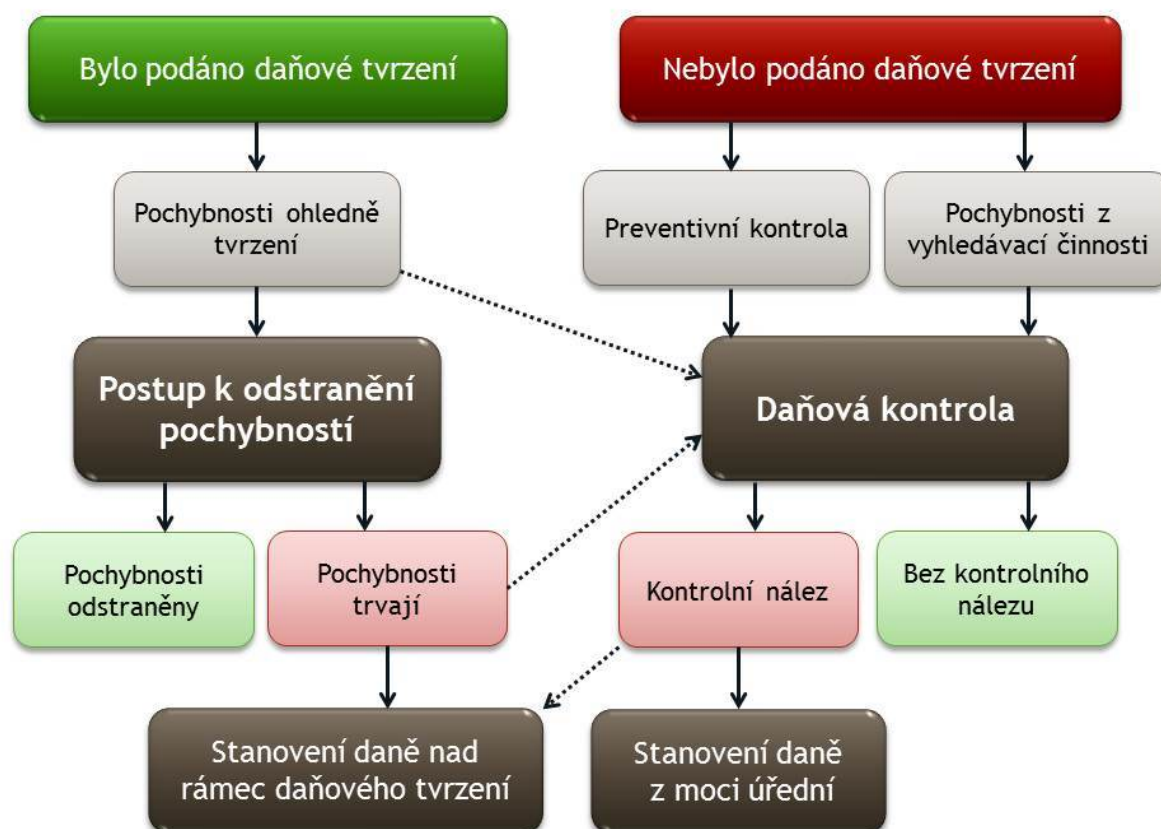 Bylo podáno daňové tvrzení
Nebylo podáno daňové tvrzení
Pochybnosti ohledně
tvrzení
Preventivní kontrola
Pochybnosti z
vyhledávací činnosti
Postup k odstranění
pochybností
Daňová kontrola
Pochybnosti
odstraněny
Pochybnosti
trvají
Kontrolní nález
Bez kontrolního
nálezu
Stanovení daně nad
rámec daňového tvrzení
Stanovení daně
z moci úřední